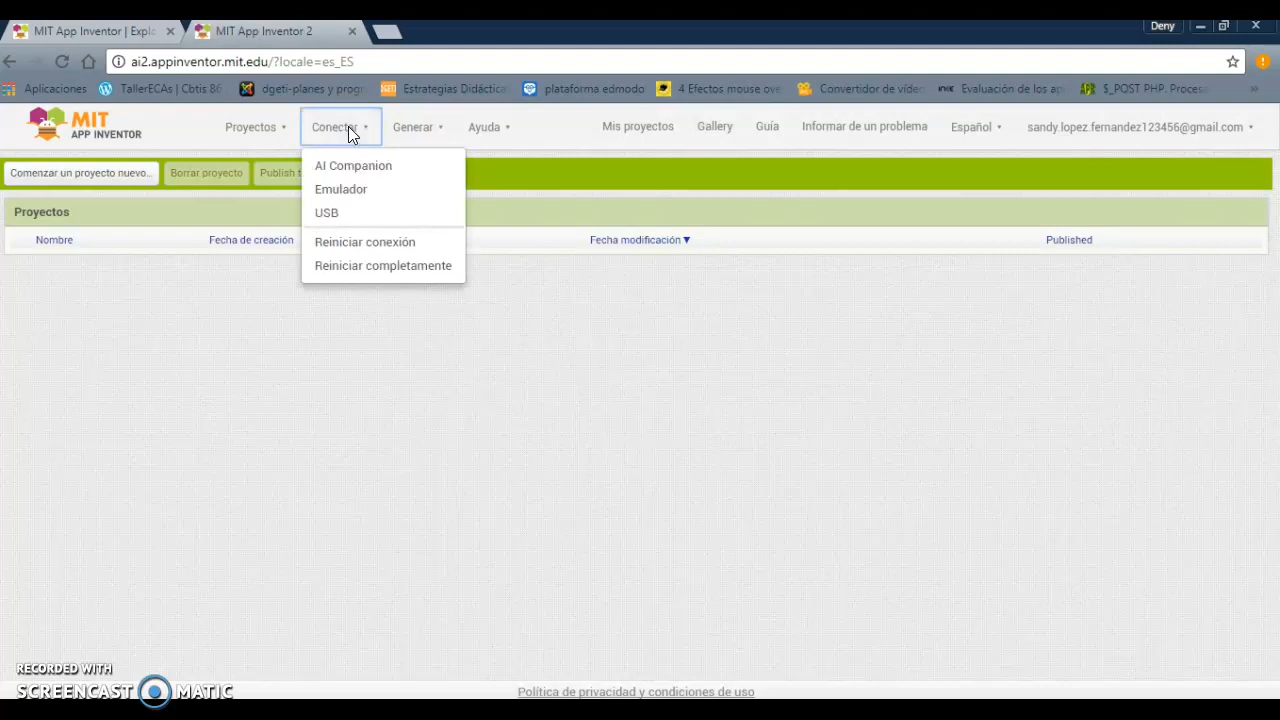 MIT App Inventor | Explo
MIT App Inventor 2
Deny
ai2.appinventor.mit.edu/?locale=es_ES
Aplicaciones
TallerECAs | Cbtis 86
dgeti-planes y progr
Estrategias Didáctica
plataforma edmodo
4 Efectos mouse ove
Convertidor de vídeo
Evaluación de los ap
$_POST PHP. Proces
»
MIT
APP INVENTOR
Proyectos
Conectar
Generar
Ayuda
Mis proyectos
Gallery
Guía
Informar de un problema
Español
sandy.lopez.fernandez123456@gmail.com
Comenzar un proyecto nuevo...
Borrar proyecto
Publish t
AI Companion
Emulador
USB
Reiniciar conexión
Reiniciar completamente
Proyectos
Nombre
Fecha de creación
Fecha modificación▼
Published
RECORDED WITH
SCREENCAST MATIC
Política de privacidad y condiciones de uso